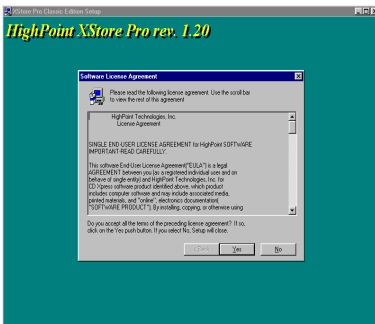 XStore Pro Classic Edition Setup
HighPoint XStore Pro rev. 1.20
Software License Agreement
Please read the following license agreement. Use the scroll bar
to view the rest of this agreement
HighPoint Technologies, Inc.
License Agreement
SINGLE END-USER LICENSE AGREEMENT for HighPoint SOFTWARE
IMPORTANT-READ CAREFULLY:
This software End-User License Agreement("EULA") is a legal
AGREEMENT between you (as a registered individual user and on
behave of single entity) and HighPoint Technologies, Inc. for
CD Xpress software product identified above, which product
includes computer software and may include associated media,
printed materials, and "online", electronics documentation(
"SOFTWARE PRODUCT"). By installing, copying, or otherwise using
Do you accept all the terms of the preceding license agreement? If so,
click on the Yes push button. If you select No, Setup will close.
< Back
Yes
No